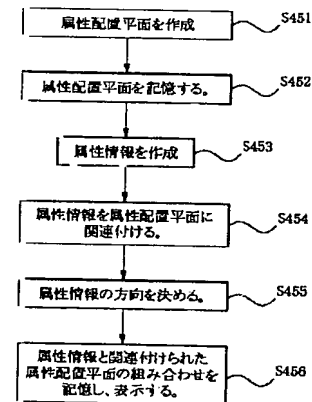 属性配置平面を作成
S451
属性配置平面を記憶する。
S452
属性情報を作成
S453
属性情報を属性配置平面に
関連付ける。
S454
属性情報の方向を決める。
S455
属性情報と関連付けられた
属性配置平面の組み合わせを
記憶し、表示する。
S456